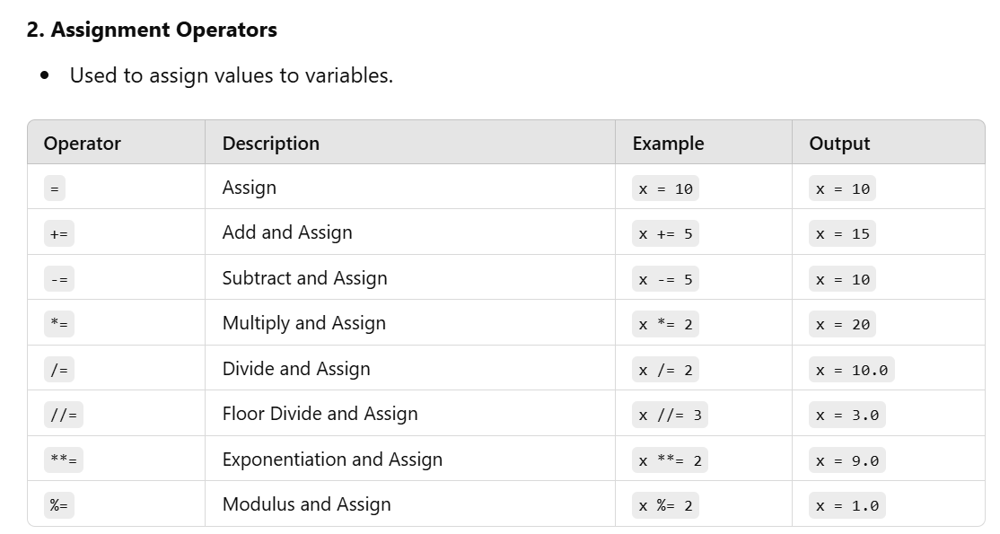 2. Assignment Operators
• Used to assign values to variables.
Operator Description Example Output
= Assign x = 10 x = 10
+= Add and Assign x += 5 x = 15
-= Subtract and Assign x -= 5 x = 10
*= Multiply and Assign x *= 2 x = 20
/= Divide and Assign x /= 2 x = 10.0
//= Floor Divide and Assign x //= 3 x = 3.0
**= Exponentiation and Assign x **= 2 x = 9.0
%= Modulus and Assign x %= 2 x = 1.0